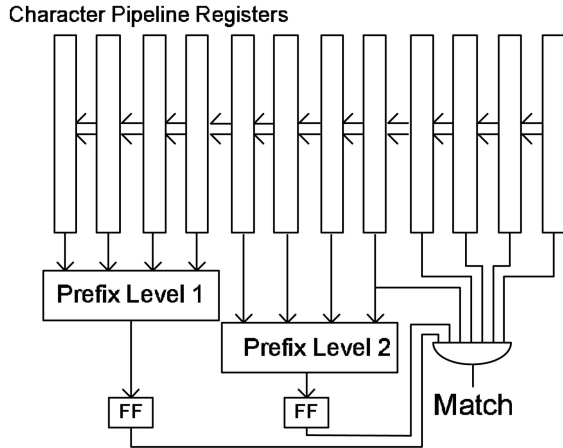 Character Pipeline Registers
Prefix Level 1
Prefix Level 2
FF
FF
Match